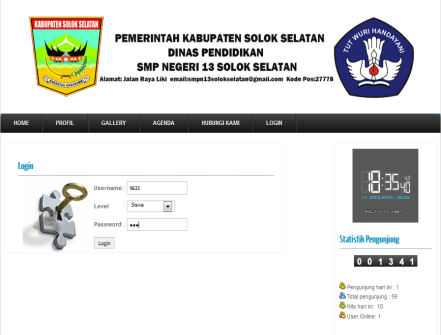 KABUPATEN SOLOK SELATAN
TUT WURI HANDAYANI
PEMERINTAH KABUPATEN SOLOK SELATAN
DINAS PENDIDIKAN
SMP NEGERI 13 SOLOK SELATAN
Alamat: Jalan Raya Liki email:smpn13solokselatan@gmail.com Kode Pos:27778
HOME PROFIL GALLERY AGENDA HUBUNGI KAMI LOGIN
Login
Username : 9633
Level : Siswa
Password :
Login
18:35
Statistik Pengunjung
001341
Pengunjung hari ini : 1
Total pengunjung : 59
Hits hari ini : 10
User Online: 1